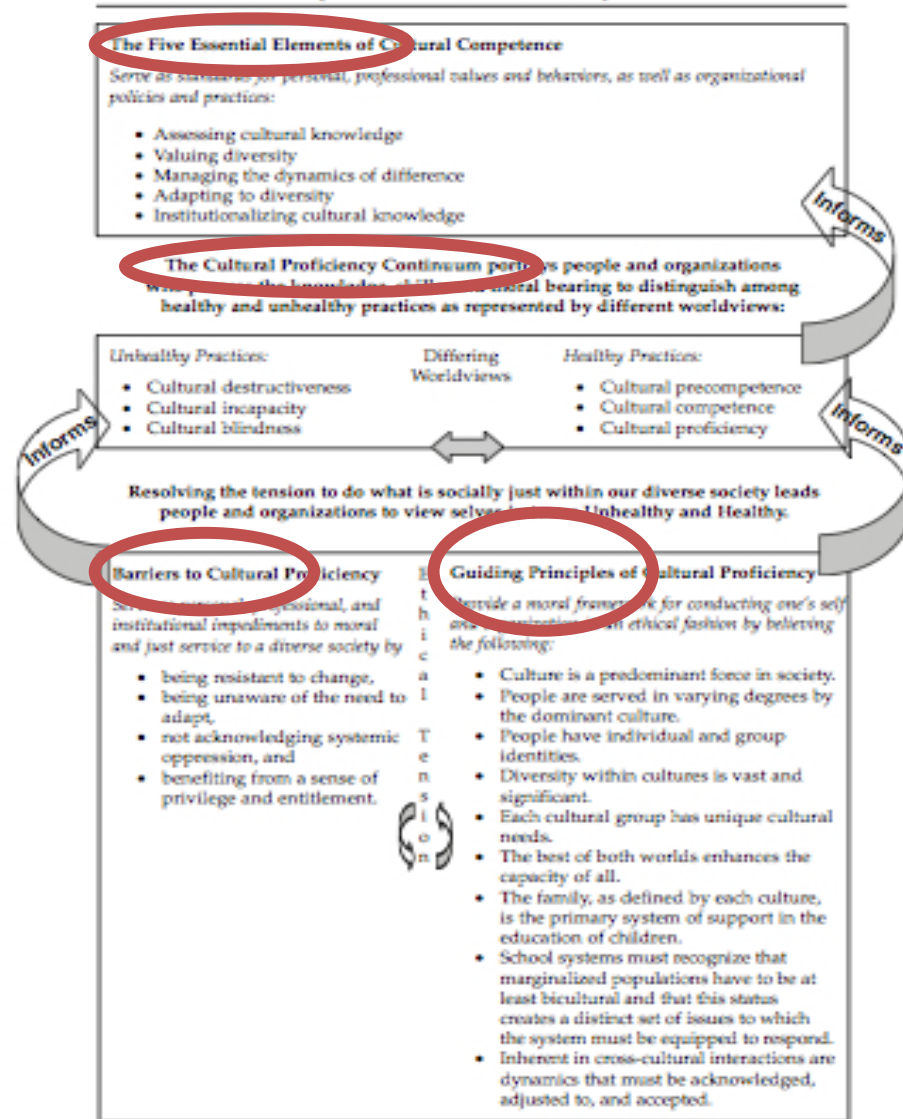 The Five Essential Elements of Cultural Competence
Serve as standards for personal, professional values and behaviors, as well as organizational
policies and practices:
• Assessing cultural knowledge
• Valuing diversity
• Managing the dynamics of difference
• Adapting to diversity
• Institutionalizing cultural knowledge
Informs
The Cultural Proficiency Continuum portrays people and organizations
knowledge, moral bearing to distinguish among
healthy and unhealthy practices as represented by different worldviews:
Unhealthy Practices:
• Cultural destructiveness
• Cultural incapacity
• Cultural blindness
Differing
Worldviews
Healthy Practices:
• Cultural precompetence
• Cultural competence
• Cultural proficiency
Informs
Informs
Resolving the tension to do what is socially just within our diverse society leads
people and organizations to view selves Unhealthy and Healthy.
Barriers to Cultural Proficiency
personal, professional, and
institutional impediments to moral
and just service to a diverse society by
• being resistant to change,
• being unaware of the need to
adapt,
• not acknowledging systemic
oppression, and
• benefiting from a sense of
privilege and entitlement.
Ethical Tension
Guiding Principles of Cultural Proficiency
Provide a moral framework for conducting one's self
and an ethical fashion by believing
the following:
• Culture is a predominant force in society.
• People are served in varying degrees by
the dominant culture.
• People have individual and group
identities.
• Diversity within cultures is vast and
significant.
• Each cultural group has unique cultural
needs.
• The best of both worlds enhances the
capacity of all.
• The family, as defined by each culture,
is the primary system of support in the
education of children.
• School systems must recognize that
marginalized populations have to be at
least bicultural and that this status
creates a distinct set of issues to which
the system must be equipped to respond.
• Inherent in cross-cultural interactions are
dynamics that must be acknowledged,
adjusted to, and accepted.